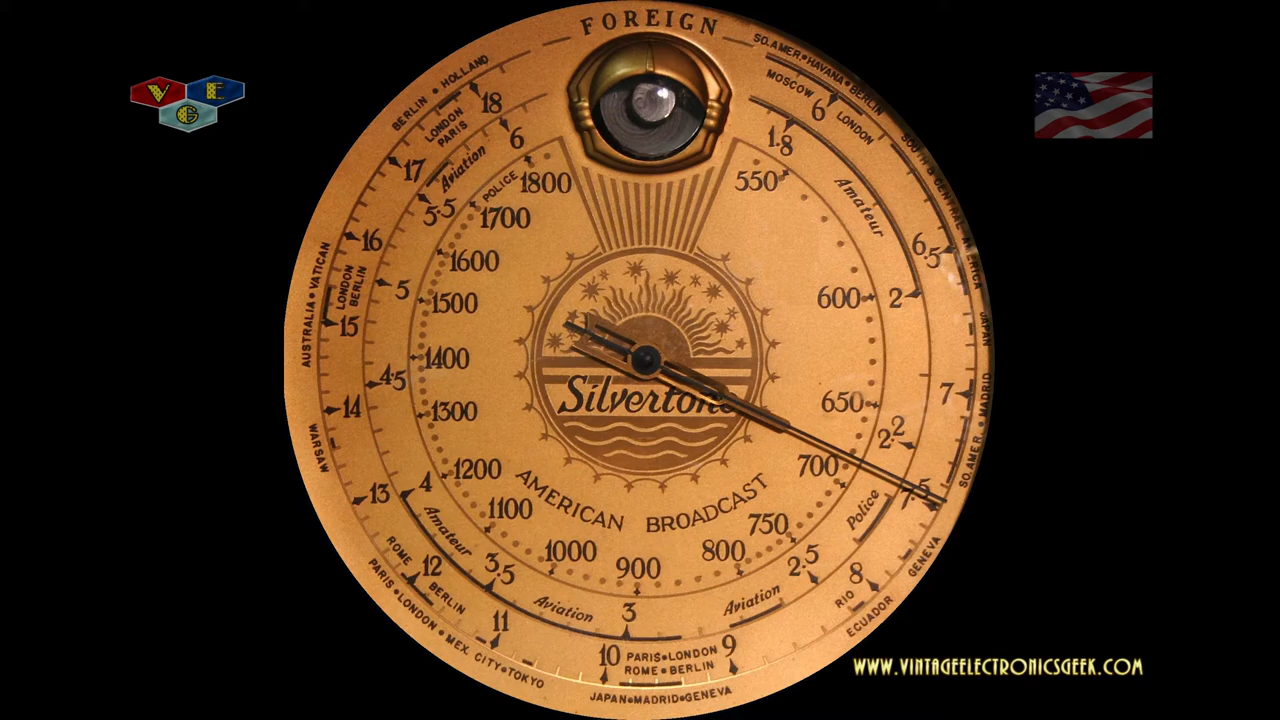 FOREIGN
V E G
SO.AMER.•HAVANA•BERLIN
MOSCOW
6
LONDON
SOUTH & CENTRAL AMERICA
6.5
JAPAN
7
SO.AMER.•MADRID
7.5
GENEVA
8
RIO
ECUADOR
9
PARIS•LONDON
ROME•BERLIN
10
JAPAN•MADRID•GENEVA
11
PARIS•LONDON•MEX. CITY•TOKYO
ROME
12
BERLIN
13
WARSAW
14
15
LONDON
BERLIN
AUSTRALIA•VATICAN
16
17
LONDON
PARIS
BERLIN•HOLLAND
18
1.8
Amateur
2
2.2
Police
2.5
Aviation
3
Aviation
3.5
Amateur
4
4.5
5
5.5
Aviation
6
550
600
650
700
750
800
900
1000
1100
1200
1300
1400
1500
1600
1700
POLICE
1800
Silvertone
AMERICAN BROADCAST
WWW.VINTAGEELECTRONICSGEEK.COM